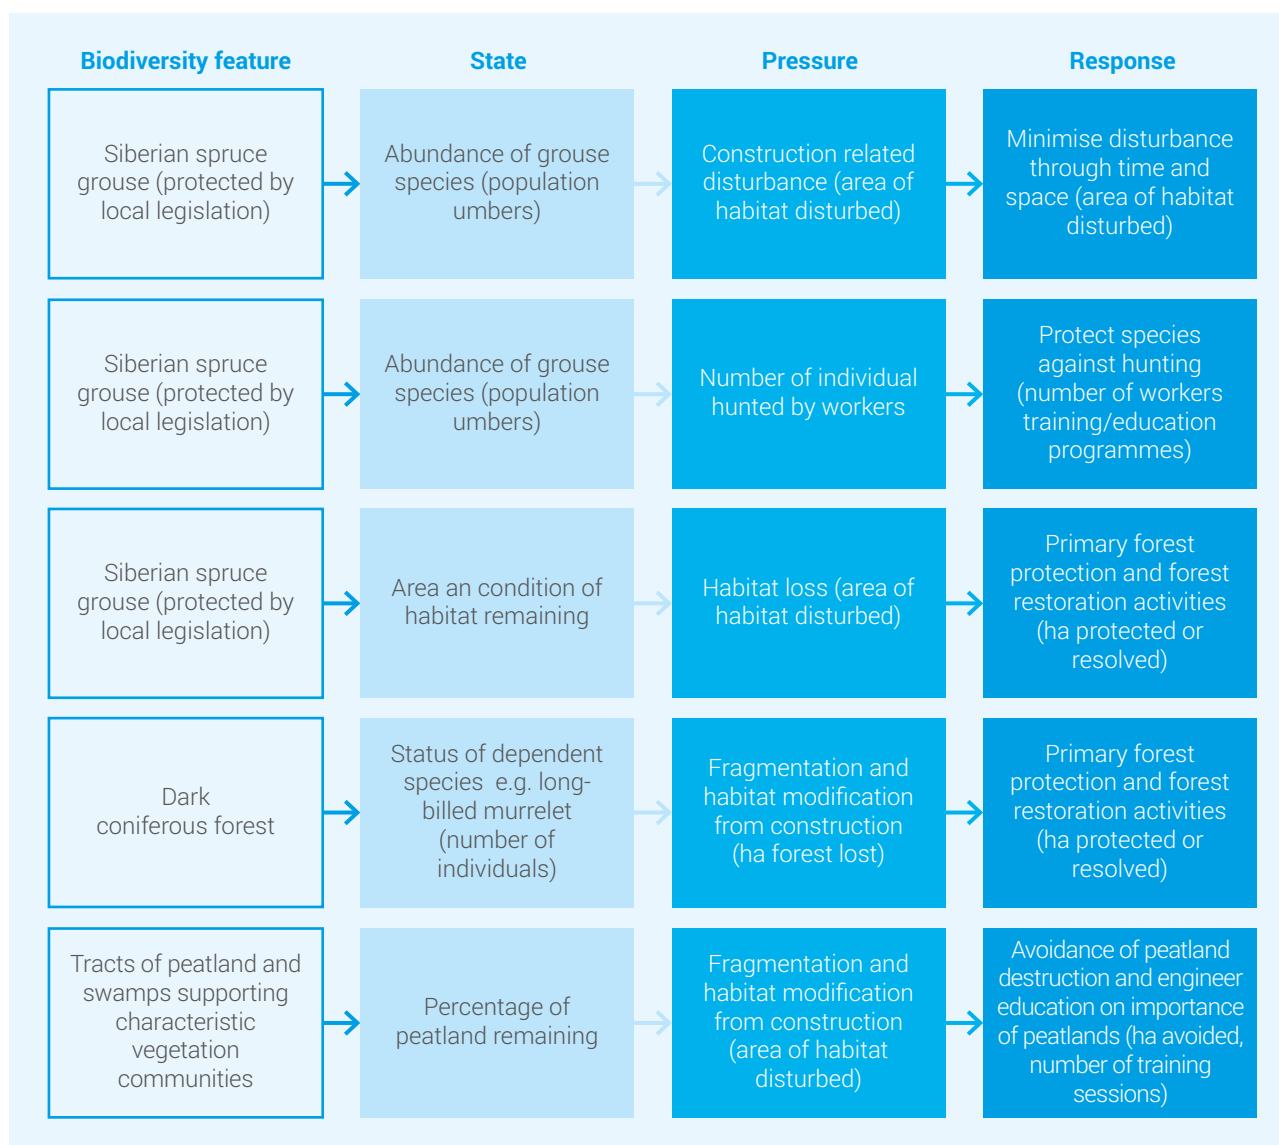 Biodiversity feature
State
Pressure
Response
Siberian spruce
grouse (protected by
local legislation)
Abundance of grouse
species (population
umbers)
Construction related
disturbance (area of
habitat disturbed)
Minimise disturbance
through time and
space (area of habitat
disturbed)
Siberian spruce
grouse (protected by
local legislation)
Abundance of grouse
species (population
umbers)
Number of individual
hunted by workers
Protect species
against hunting
(number of workers
training/education
programmes)
Siberian spruce
grouse (protected by
local legislation)
Area an condition of
habitat remaining
Habitat loss (area of
habitat disturbed)
Primary forest
protection and forest
restoration activities
(ha protected or
resolved)
Dark
coniferous forest
Status of dependent
species e.g. long-
billed murrelet
(number of
individuals)
Fragmentation and
habitat modification
from construction
(ha forest lost)
Primary forest
protection and forest
restoration activities
(ha protected or
resolved)
Tracts of peatland and
swamps supporting
characteristic
vegetation
communities
Percentage of
peatland remaining
Fragmentation and
habitat modification
from construction
(area of habitat
disturbed)
Avoidance of peatland
destruction and engineer
education on importance
of peatlands (ha avoided,
number of training
sessions)